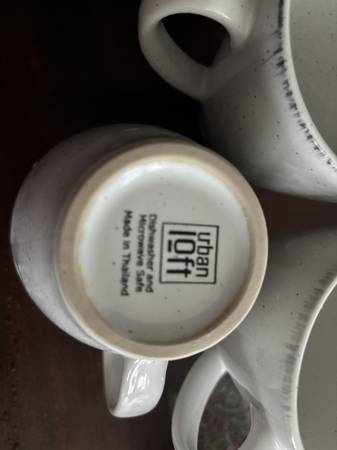 urban
loft
Dishwasher and
Microwave Safe
Made in Thailand